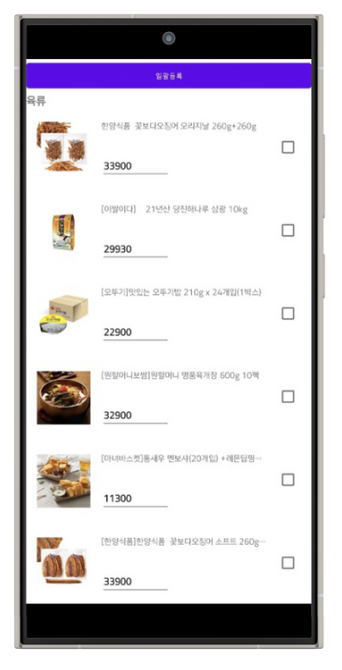 일괄등록
육류
한양식품 꽃보다오징어 오리지날 260g+260g
33900
[이쌀이다] 21년산 당진해나루 삼광 10kg
29930
[오뚜기]맛있는 오뚜기밥 210g x 24개입(1박스)
22900
[원할머니보쌈]원할머니 명품육개장 600g 10팩
32900
[마녀바스켓]통새우 멘보샤(20개입) +레몬딥핑...
11300
[한양식품]한양식품 꽃보다오징어 소프트 260g...
33900